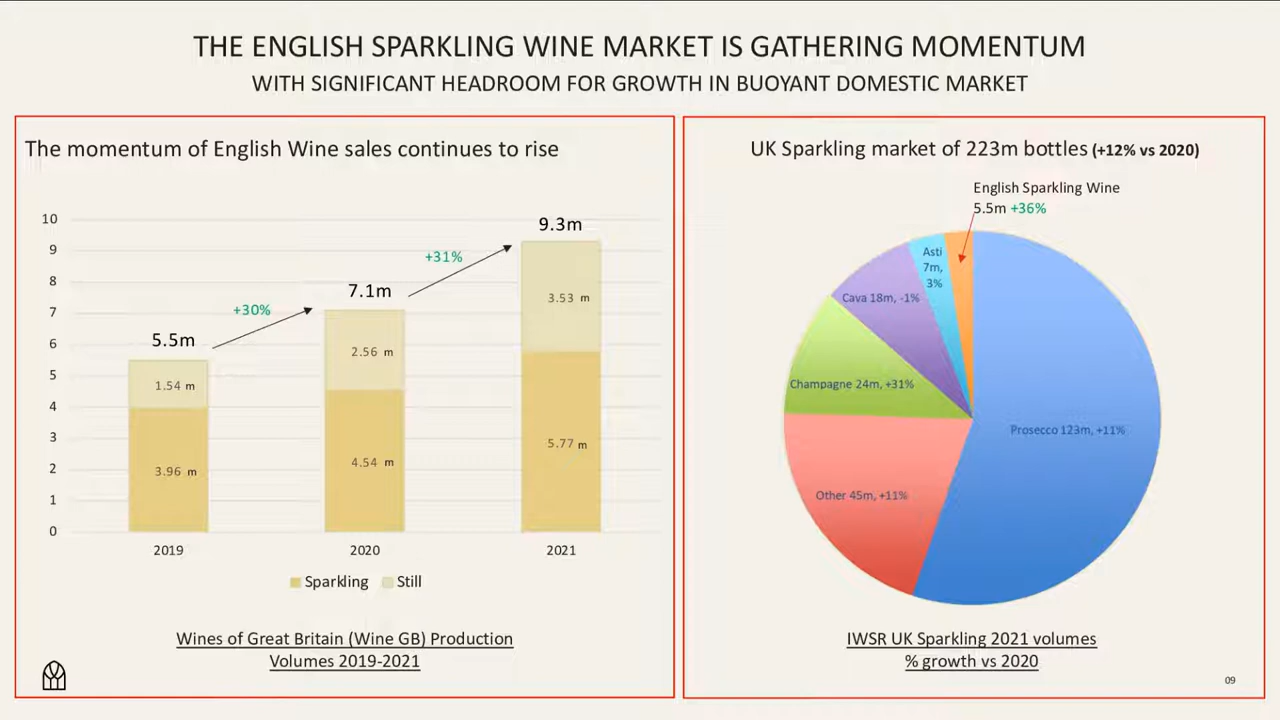 THE ENGLISH SPARKLING WINE MARKET IS GATHERING MOMENTUM
WITH SIGNIFICANT HEADROOM FOR GROWTH IN BUOYANT DOMESTIC MARKET
The momentum of English Wine sales continues to rise
10
9
8
7
6
5
4
3
2
1
0
5.5m
+30%
7.1m
+31%
9.3m
1.54 m
3.96 m
2.56 m
4.54 m
3.53 m
5.77 m
2019
2020
2021
Sparkling
Still
Wines of Great Britain (Wine GB) Production
Volumes 2019-2021
UK Sparkling market of 223m bottles (+12% vs 2020)
English Sparkling Wine
5.5m +36%
Asti
7m,
3%
Cava 18m, -1%
Champagne 24m, +31%
Prosecco 123m, +11%
Other 45m, +11%
IWSR UK Sparkling 2021 volumes
% growth vs 2020
09